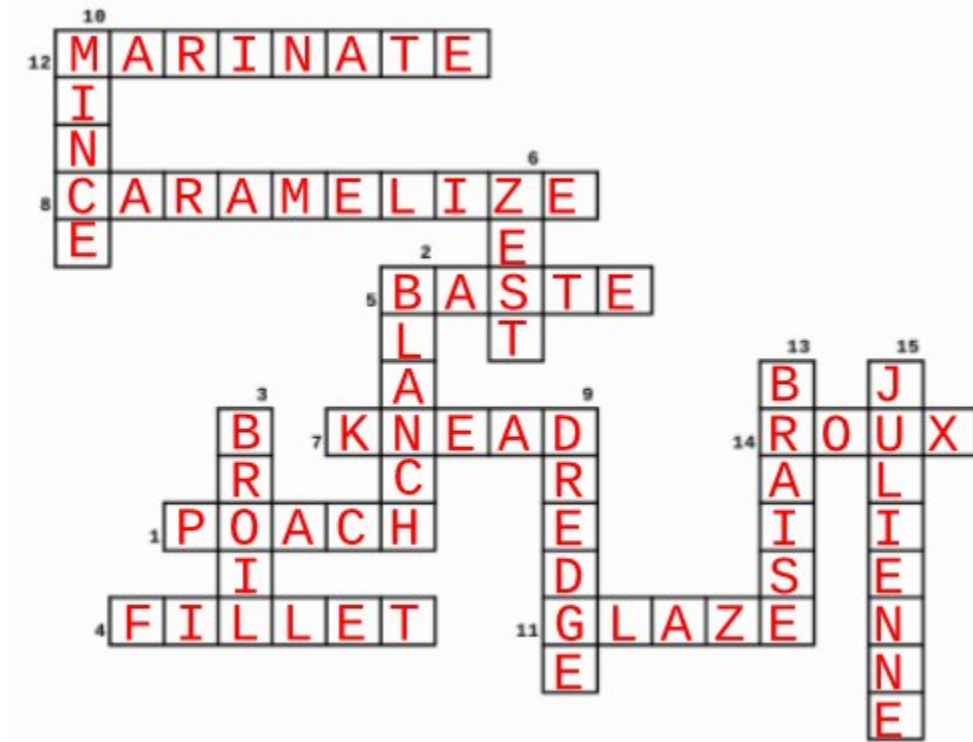 10
12 MARINATE
I
N
6
8 CARAMELIZE
E E
2
5 BASTE
L T
13 15
A B J
3 9
B 7 KNEAD 14 ROUX
R C R A L
1 POACH E I I
I D S E
4 FILLET 11 GLAZE N
E N
E